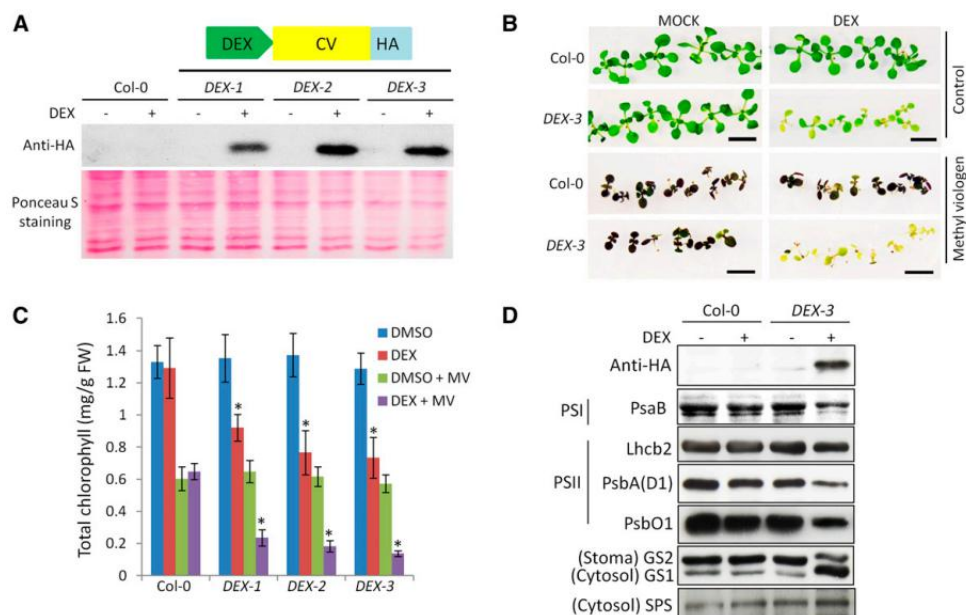 A
DEX CV HA
Col-0 DEX-1 DEX-2 DEX-3
DEX - + - + - + - +
Anti-HA
Ponceau S
staining
B
MOCK DEX
Col-0
DEX-3
Control
Col-0
DEX-3
Methyl viologen
C
Total chlorophyll (mg/g FW)
1.6
1.4
1.2
1
0.8
0.6
0.4
0.2
0
DMSO
DEX
DMSO + MV
DEX + MV
* * *
* * *
Col-0 DEX-1 DEX-2 DEX-3
D
Col-0 DEX-3
DEX - + - +
Anti-HA
PSI PsaB
Lhcb2
PSII PsbA(D1)
PsbO1
(Stoma) GS2
(Cytosol) GS1
(Cytosol) SPS